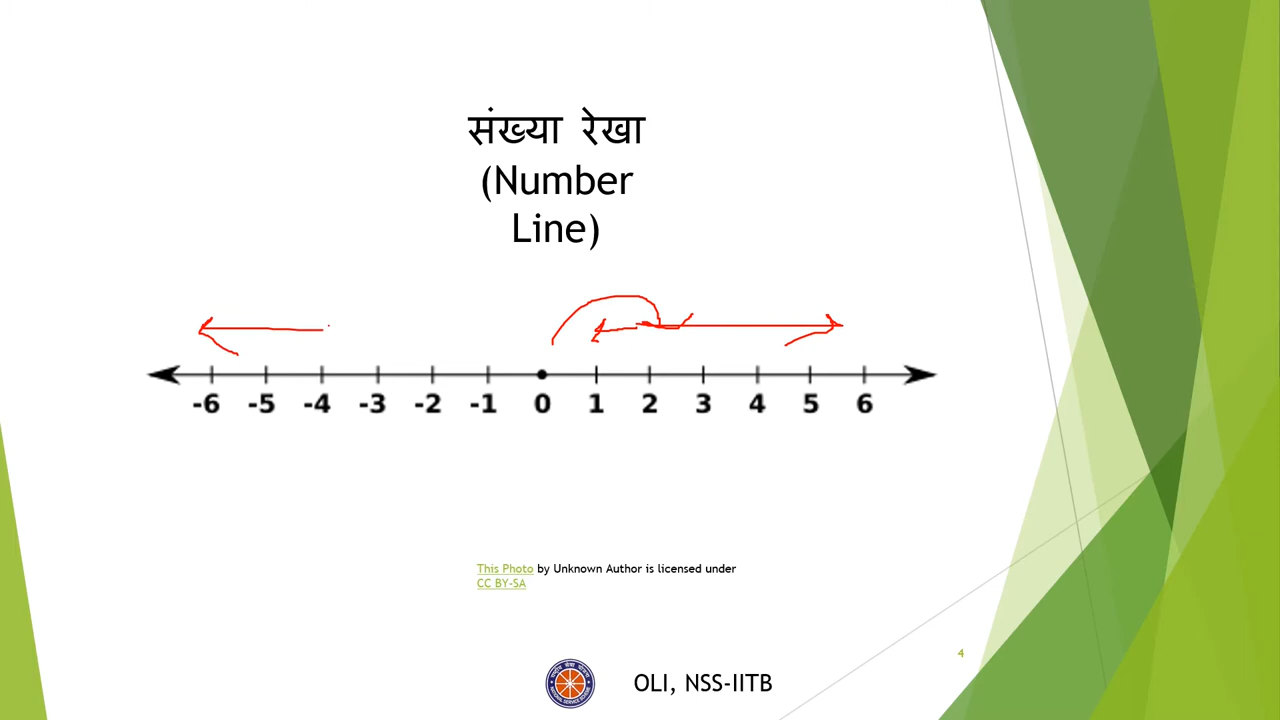 संख्या रेखा
(Number
Line)
-6 -5 -4 -3 -2 -1 0 1 2 3 4 5 6
This Photo by Unknown Author is licensed under
CC BY-SA
4
OLI, NSS-IITB